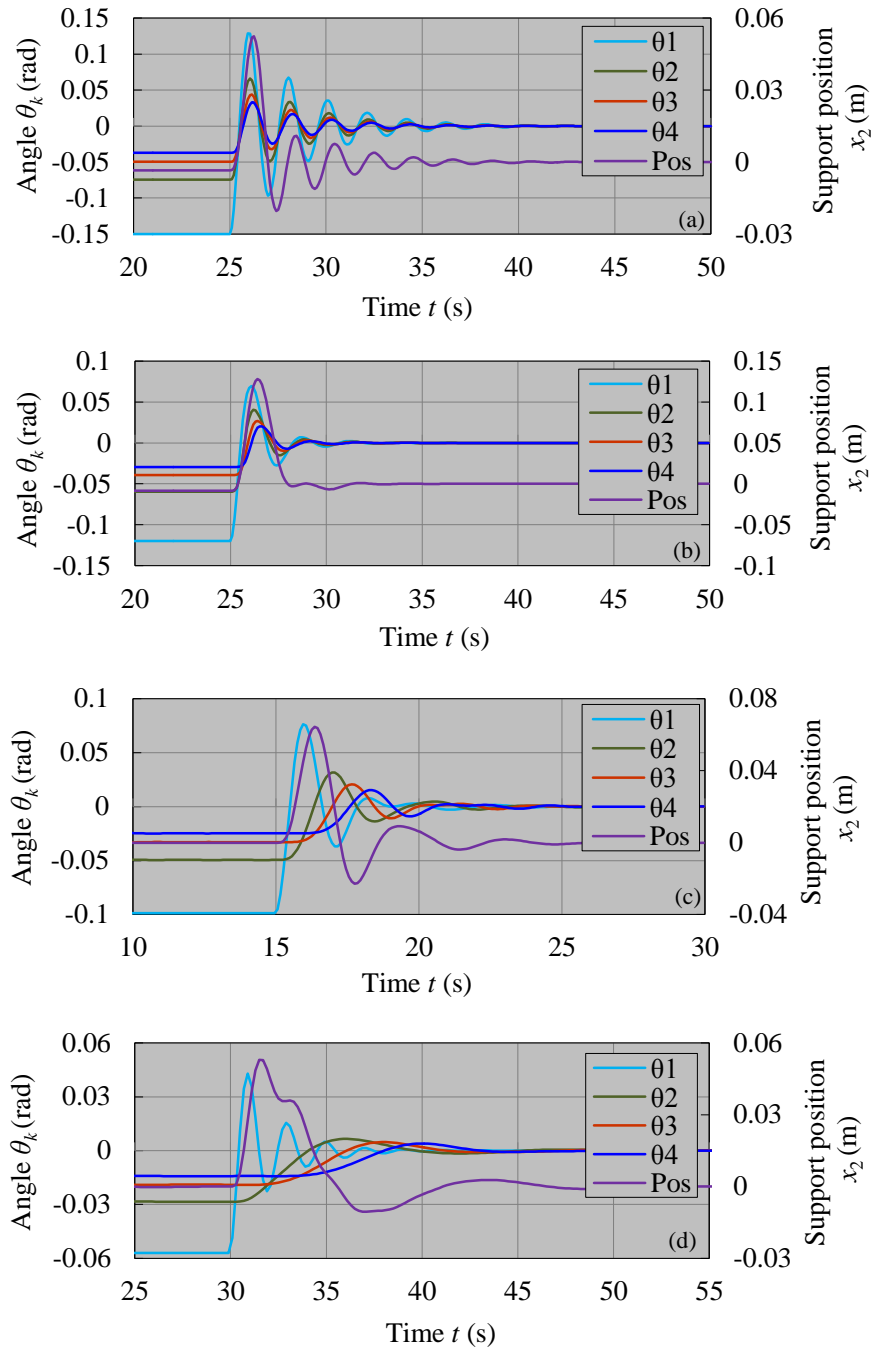 0.15
0.1
0.05
0
-0.05
-0.1
-0.15
Angle θk (rad)
θ1
θ2
θ3
θ4
Pos
(a)
0.06
0.03
0
-0.03
Support position
x2 (m)
20 25 30 35 40 45 50
Time t (s)
0.1
0.05
0
-0.05
-0.1
-0.15
Angle θk (rad)
θ1
θ2
θ3
θ4
Pos
(b)
0.15
0.1
0.05
0
-0.05
-0.1
Support position
x2 (m)
20 25 30 35 40 45 50
Time t (s)
0.1
0.05
0
-0.05
-0.1
Angle θk (rad)
θ1
θ2
θ3
θ4
Pos
(c)
0.08
0.04
0
-0.04
Support position
x2 (m)
10 15 20 25 30
Time t (s)
0.06
0.03
0
-0.03
-0.06
Angle θk (rad)
θ1
θ2
θ3
θ4
Pos
(d)
0.06
0.03
0
-0.03
Support position
x2 (m)
25 30 35 40 45 50 55
Time t (s)